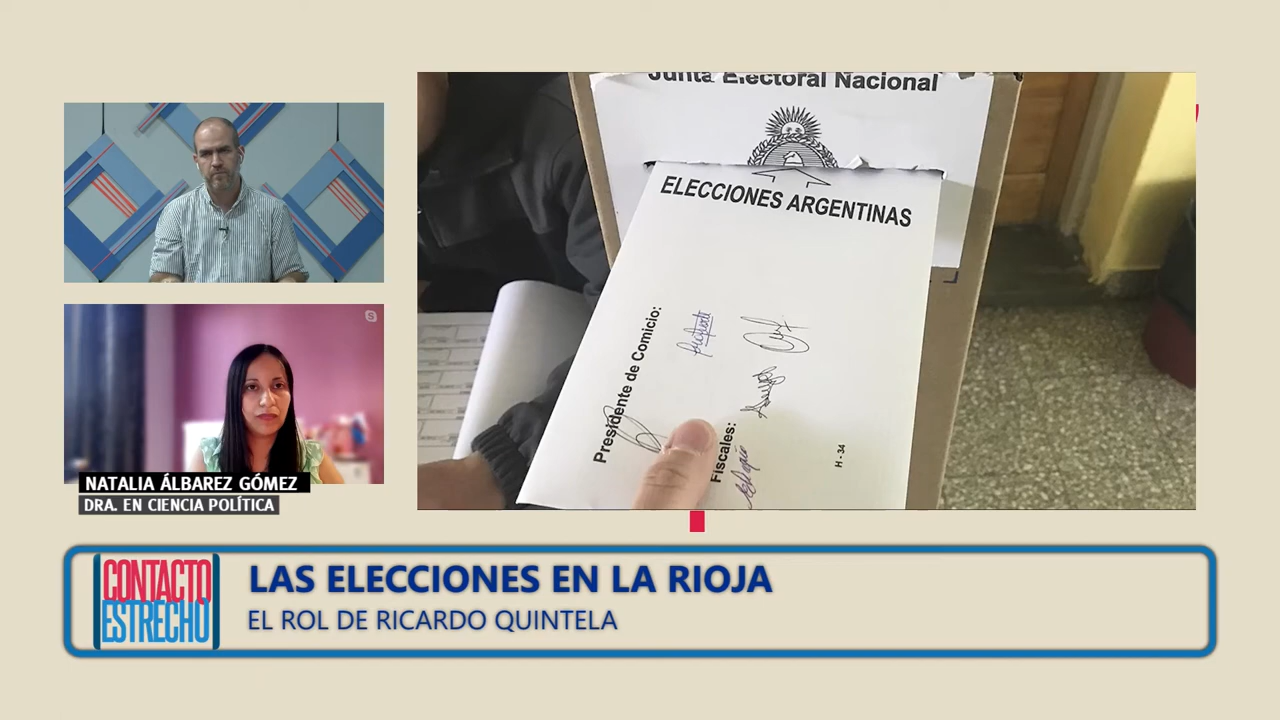 Junta Electoral Nacional
ELECCIONES ARGENTINAS
Presidente de Comicio:
Fiscales:
H - 34
NATALIA ÁLBAREZ GÓMEZ
DRA. EN CIENCIA POLÍTICA
CONTACTO
ESTRECHO
LAS ELECCIONES EN LA RIOJA
EL ROL DE RICARDO QUINTELA